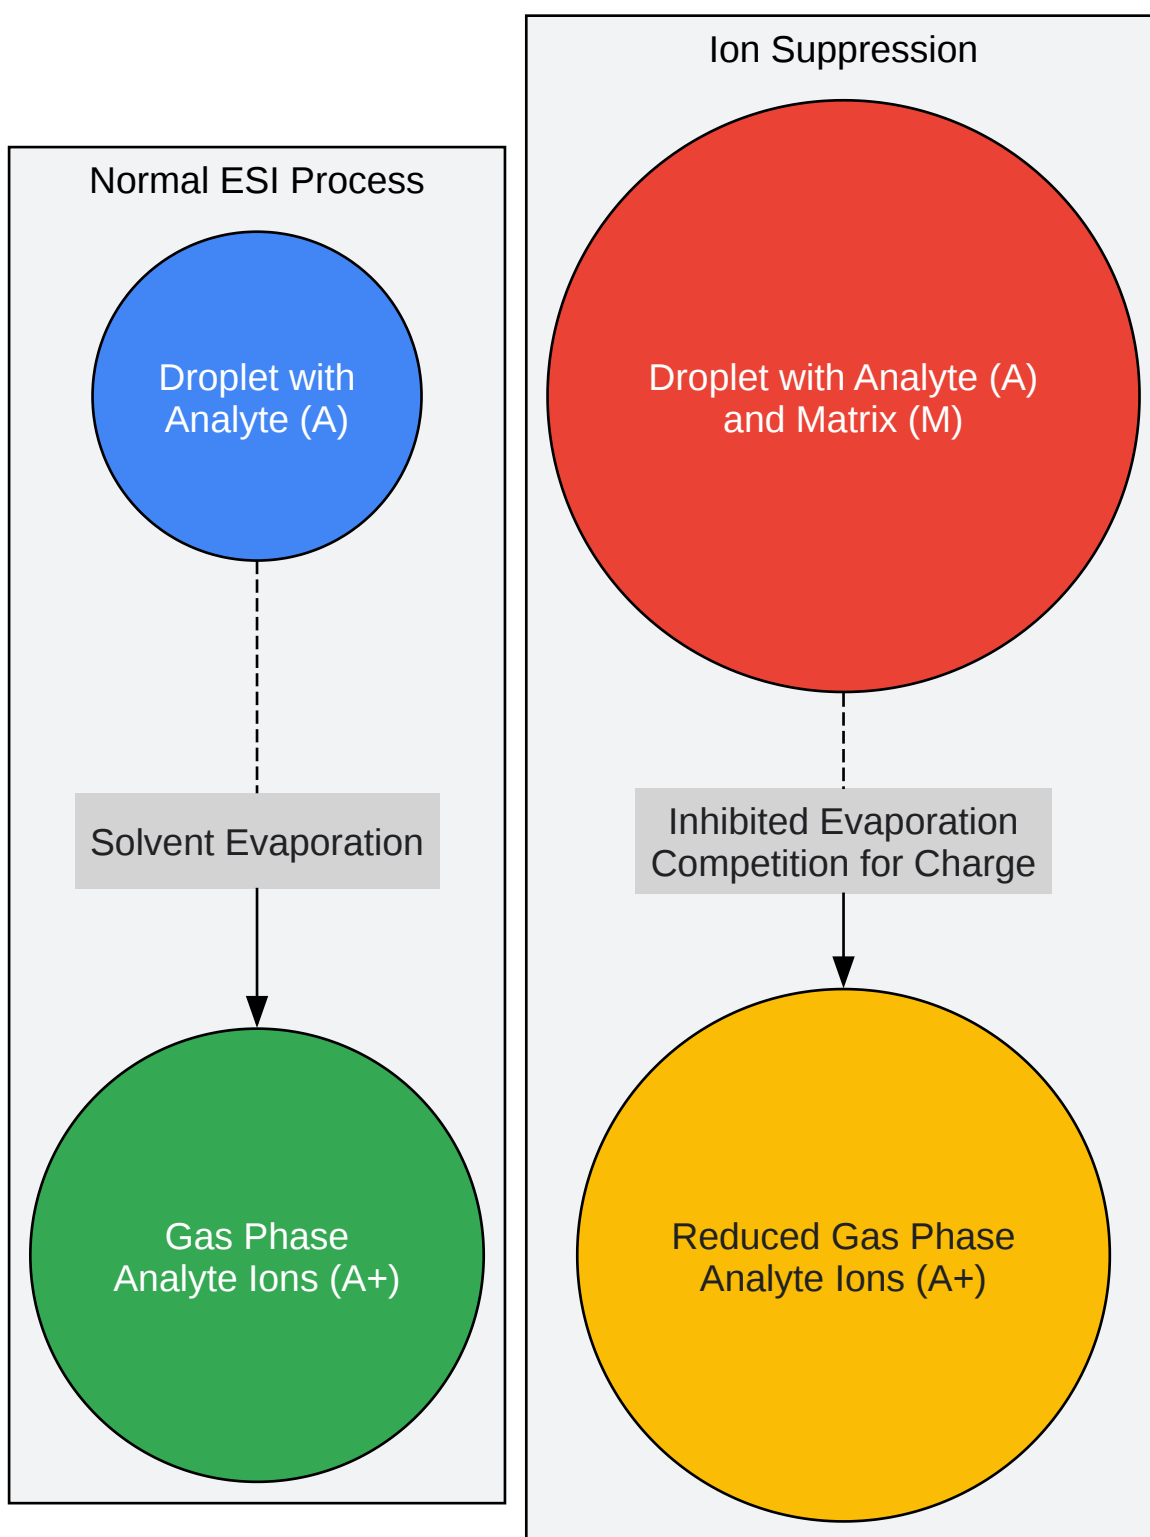 Normal ESI Process
Droplet with
Analyte (A)
Solvent Evaporation
Gas Phase
Analyte Ions (A+)
Ion Suppression
Droplet with Analyte (A)
and Matrix (M)
Inhibited Evaporation
Competition for Charge
Reduced Gas Phase
Analyte Ions (A+)